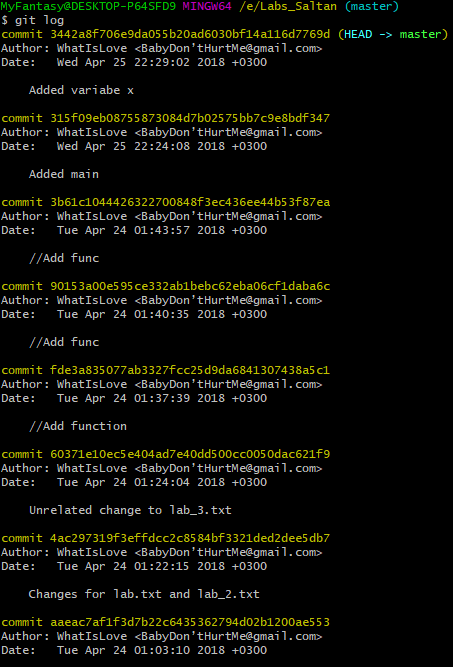 MyFantasy@DESKTOP-P64SFD9 MINGW64 /e/Labs_Saltan (master)
$ git log
commit 3442a8f706e9da055b20ad6030bf14a116d7769d (HEAD -> master)
Author: WhatIsLove <BabyDon'tHurtMe@gmail.com>
Date:   Wed Apr 25 22:29:02 2018 +0300
Added variabe x
commit 315f09eb08755873084d7b02575bb7c9e8bdf347
Author: WhatIsLove <BabyDon'tHurtMe@gmail.com>
Date:   Wed Apr 25 22:24:08 2018 +0300
Added main
commit 3b61c1044426322700848f3ec436ee44b53f87ea
Author: WhatIsLove <BabyDon'tHurtMe@gmail.com>
Date:   Tue Apr 24 01:43:57 2018 +0300
//Add func
commit 90153a00e595ce332ab1bebc62eba06cf1daba6c
Author: WhatIsLove <BabyDon'tHurtMe@gmail.com>
Date:   Tue Apr 24 01:40:35 2018 +0300
//Add func
commit fde3a835077ab3327fcc25d9da6841307438a5c1
Author: WhatIsLove <BabyDon'tHurtMe@gmail.com>
Date:   Tue Apr 24 01:37:39 2018 +0300
//Add function
commit 60371e10ec5e404ad7e40dd500cc0050dac621f9
Author: WhatIsLove <BabyDon'tHurtMe@gmail.com>
Date:   Tue Apr 24 01:24:04 2018 +0300
Unrelated change to lab_3.txt
commit 4ac297319f3effdcc2c8584bf3321ded2dee5db7
Author: WhatIsLove <BabyDon'tHurtMe@gmail.com>
Date:   Tue Apr 24 01:22:15 2018 +0300
Changes for lab.txt and lab_2.txt
commit aaeac7af1f3d7b22c6435362794d02b1200ae553
Author: WhatIsLove <BabyDon'tHurtMe@gmail.com>
Date:   Tue Apr 24 01:03:10 2018 +0300